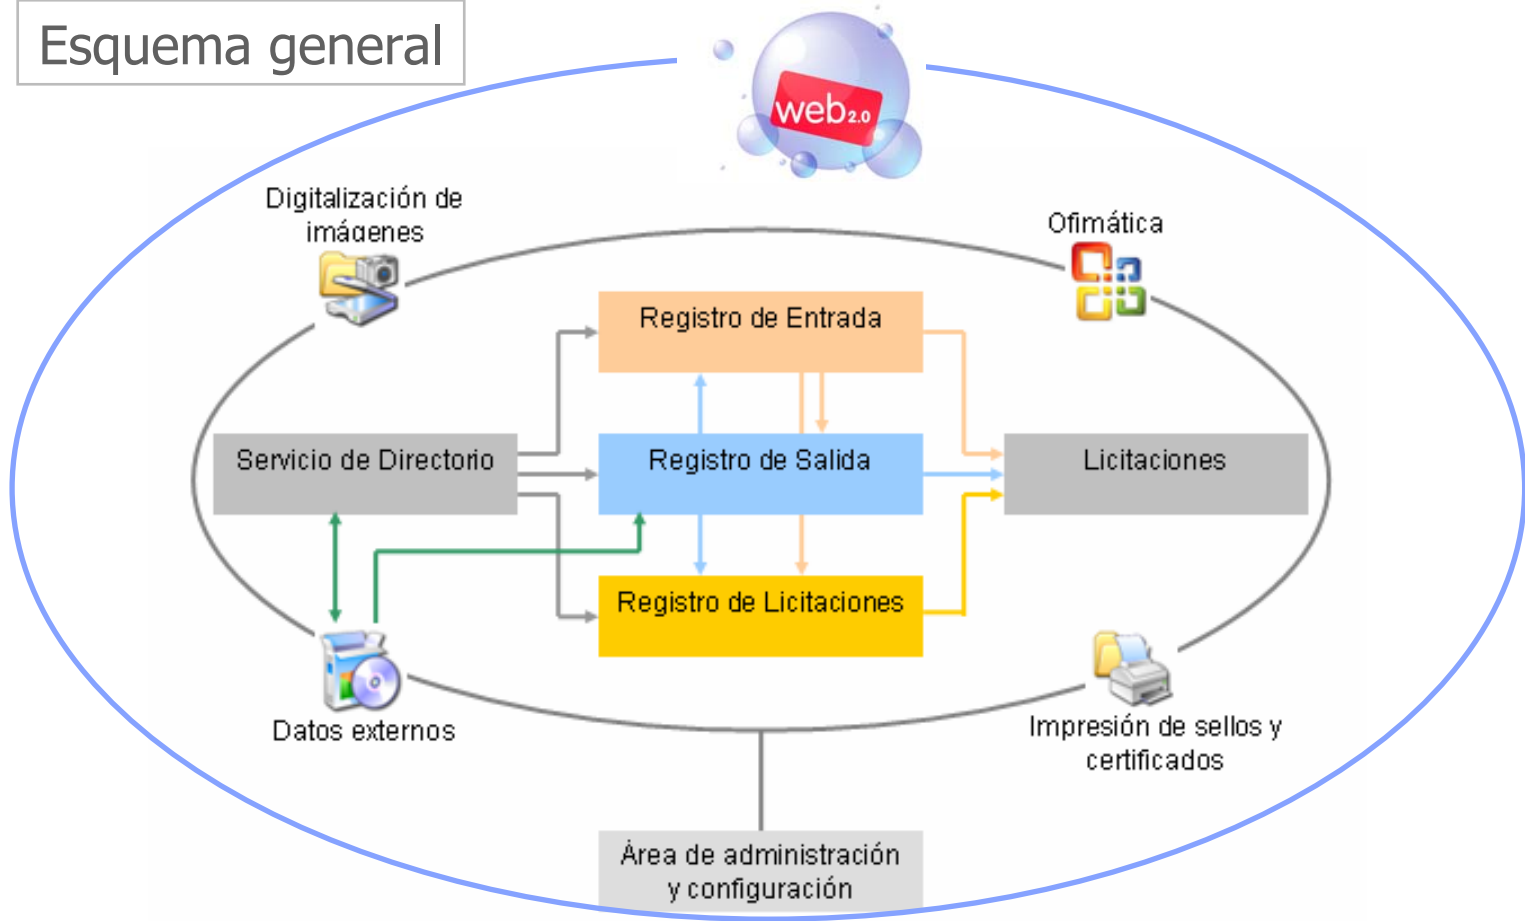 Esquema general
web2.0
Digitalización de
imágenes
Ofimática
Registro de Entrada
Servicio de Directorio
Registro de Salida
Licitaciones
Registro de Licitaciones
Datos externos
Impresión de sellos y
certificados
Área de administración
y configuración